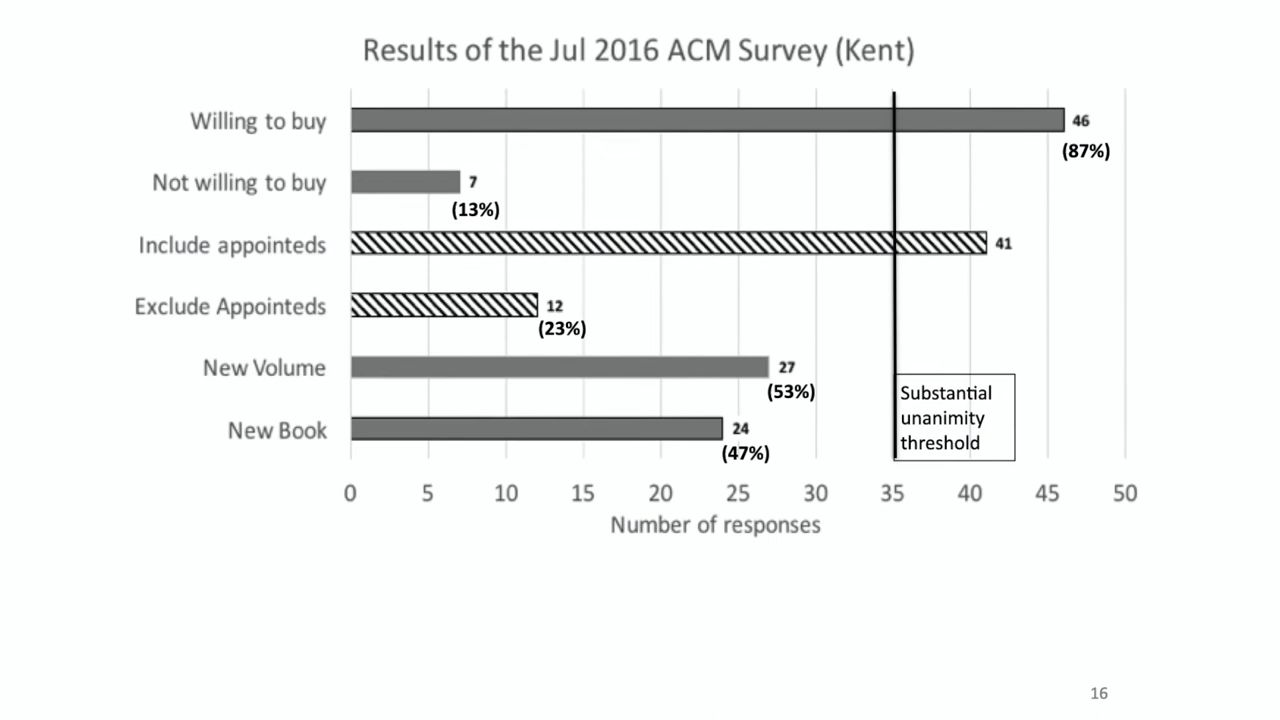 Results of the Jul 2016 ACM Survey (Kent)
Willing to buy
46
(87%)
Not willing to buy
7
(13%)
Include appointeds
41
Exclude Appointeds
12
(23%)
New Volume
27
(53%)
New Book
24
(47%)
Substantial
unanimity
threshold
0 5 10 15 20 25 30 35 40 45 50
Number of responses
16